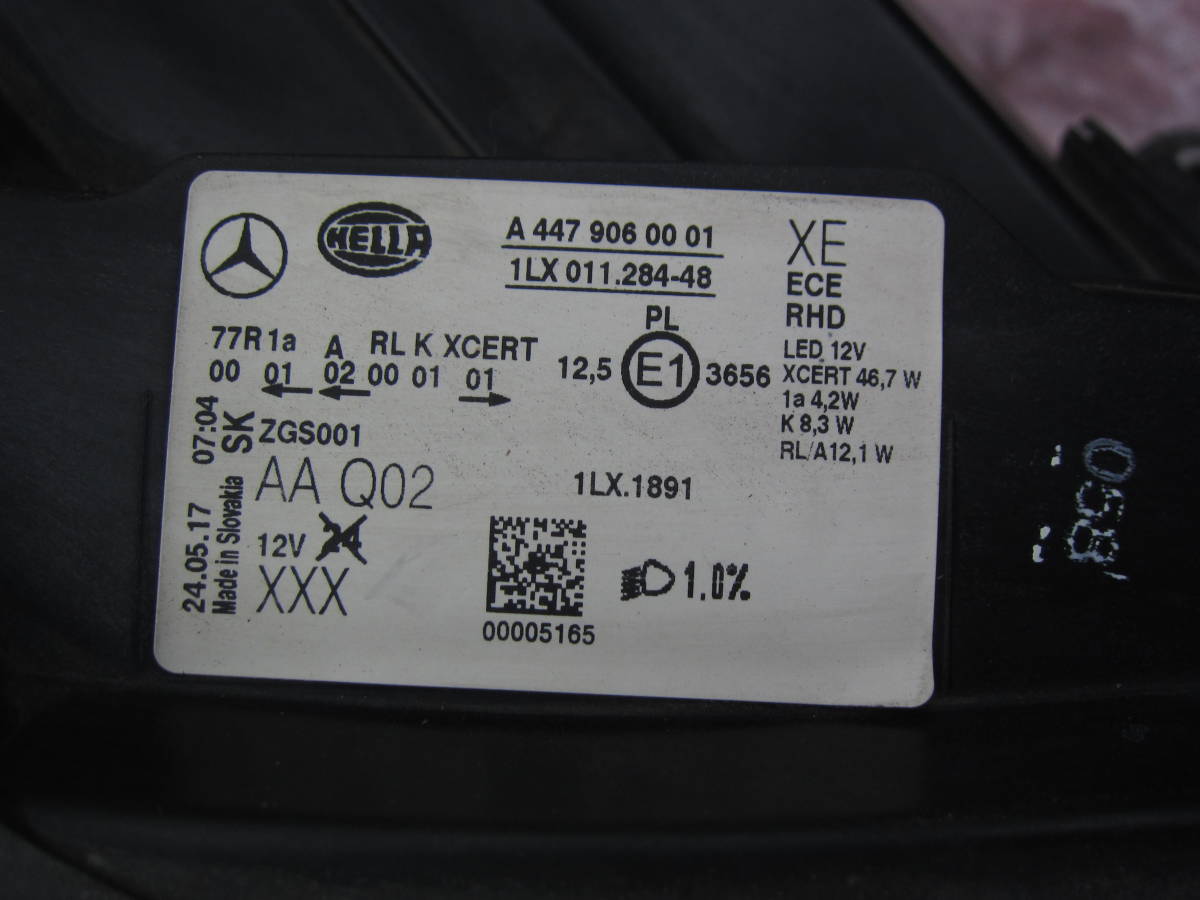 HELLA
A 447 906 00 01
1LX 011.284-48
XE
ECE
RHD
LED 12V
XCERT 46,7 W
1a 4,2W
K 8,3 W
RL/A12,1 W
77R 1a A RL K XCERT
00 01 02 00 01 01
PL
12,5 E1 3656
24.05.17 07:04
Made in Slovakia SK
ZGS001
AA Q02
12V 24
XXX
1LX.1891
00005165
1.0%